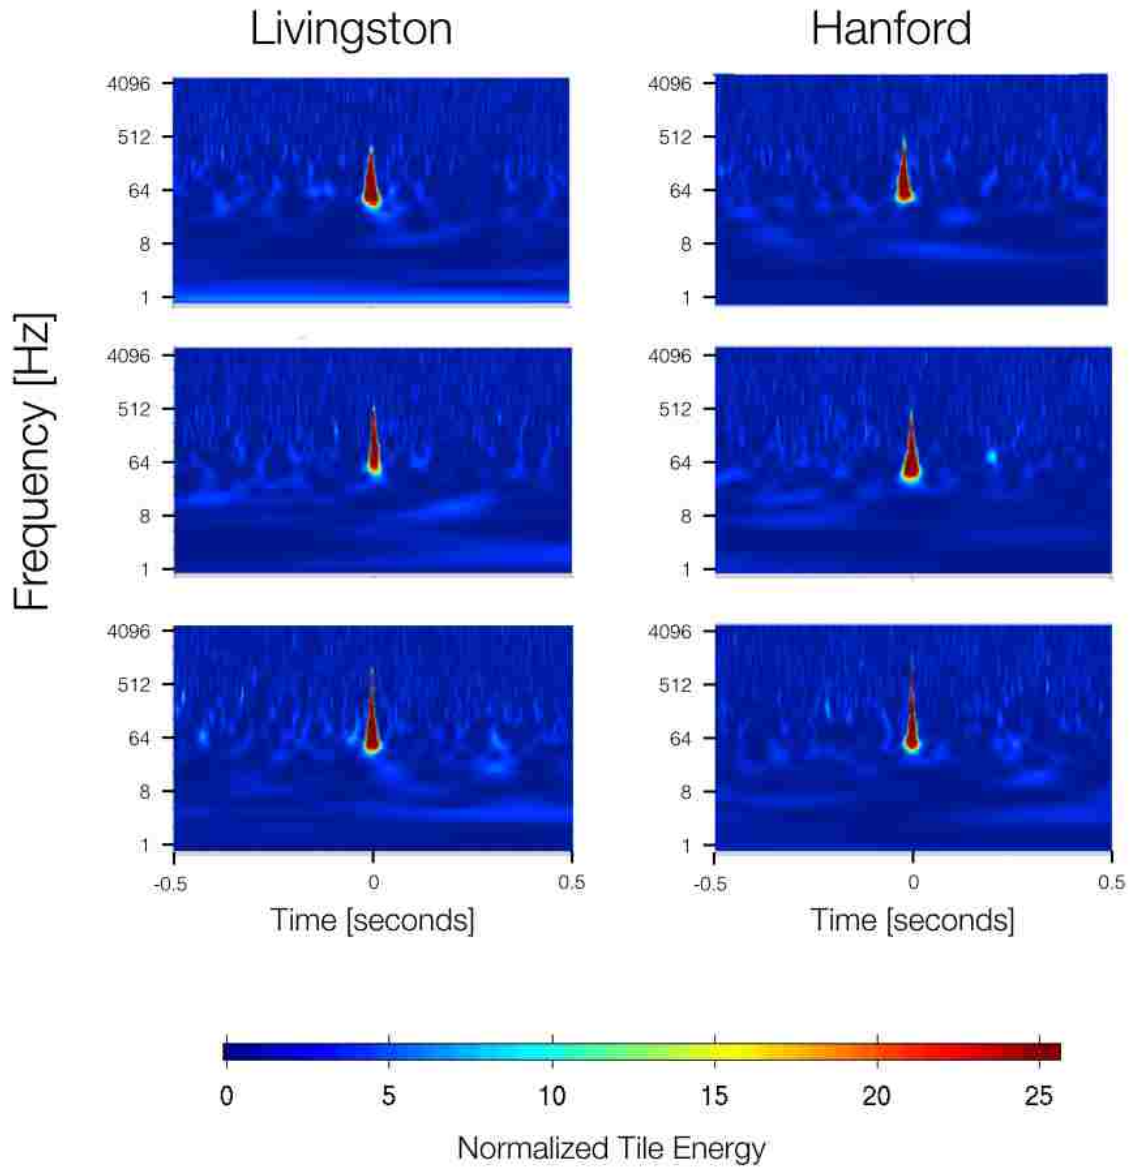 Livingston Hanford
4096 4096
512 512
64 64
8 8
1 1
Frequency [Hz]
4096 4096
512 512
64 64
8 8
1 1
4096 4096
512 512
64 64
8 8
1 1
-0.5 0 0.5 -0.5 0 0.5
Time [seconds] Time [seconds]
0 5 10 15 20 25
Normalized Tile Energy